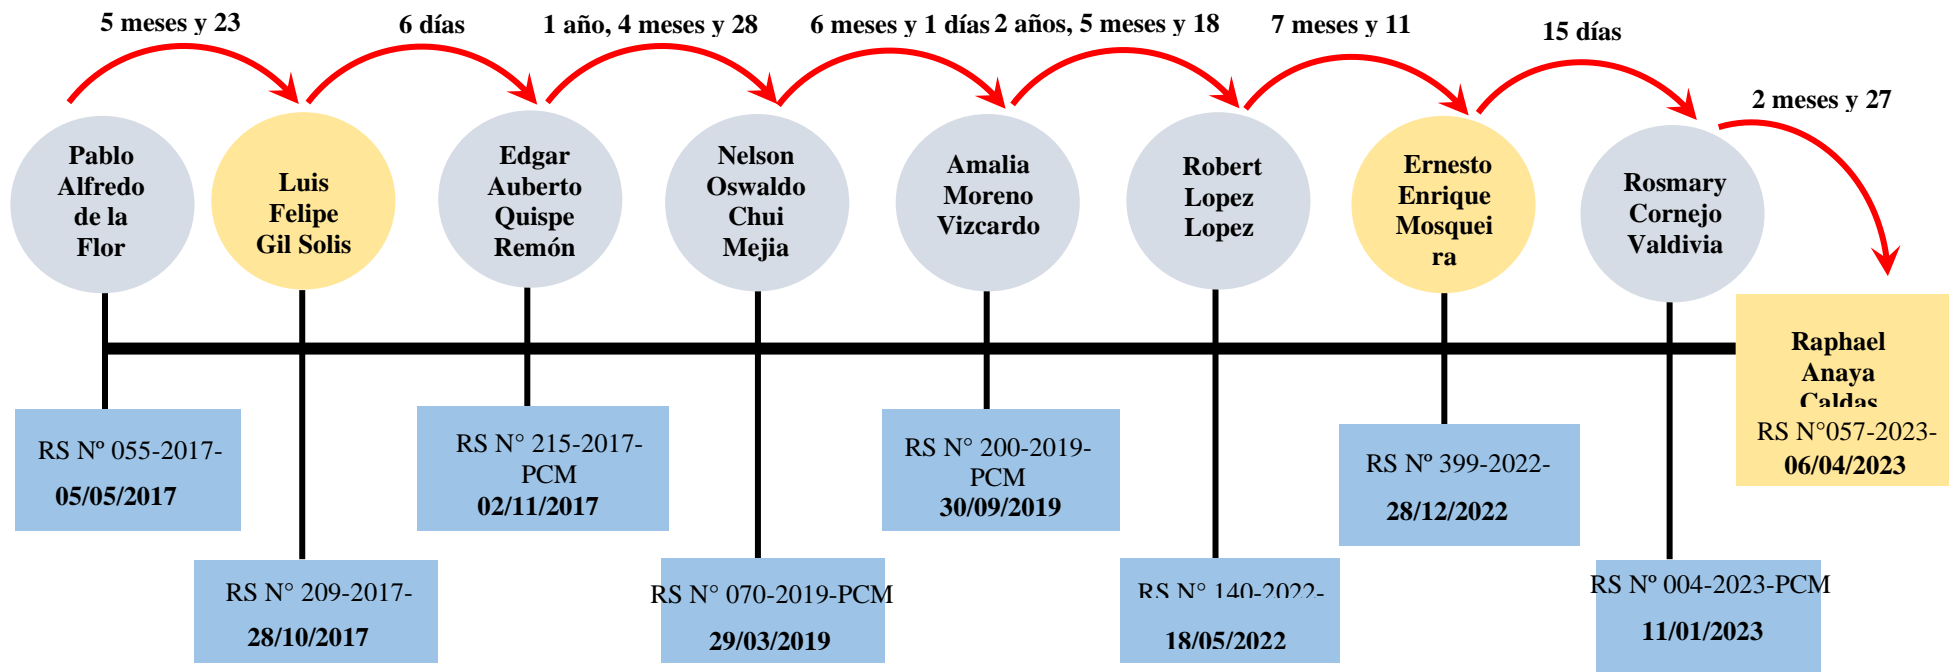 5 meses y 23
6 días
1 año, 4 meses y 28
6 meses y 1 días
2 años, 5 meses y 18
7 meses y 11
15 días
2 meses y 27
Pablo
Alfredo
de la
Flor
Luis
Felipe
Gil Solis
Edgar
Auberto
Quispe
Remón
Nelson
Oswaldo
Chui
Mejia
Amalia
Moreno
Vizcardo
Robert
Lopez
Lopez
Ernesto
Enrique
Mosquei
ra
Rosmary
Cornejo
Valdivia
Raphael
Anaya
Caldas
RS N°057-2023-
06/04/2023
RS Nº 055-2017-
05/05/2017
RS N° 209-2017-
28/10/2017
RS N° 215-2017-
PCM
02/11/2017
RS N° 070-2019-PCM
29/03/2019
RS N° 200-2019-
PCM
30/09/2019
RS N° 140-2022-
18/05/2022
RS Nº 399-2022-
28/12/2022
RS Nº 004-2023-PCM
11/01/2023